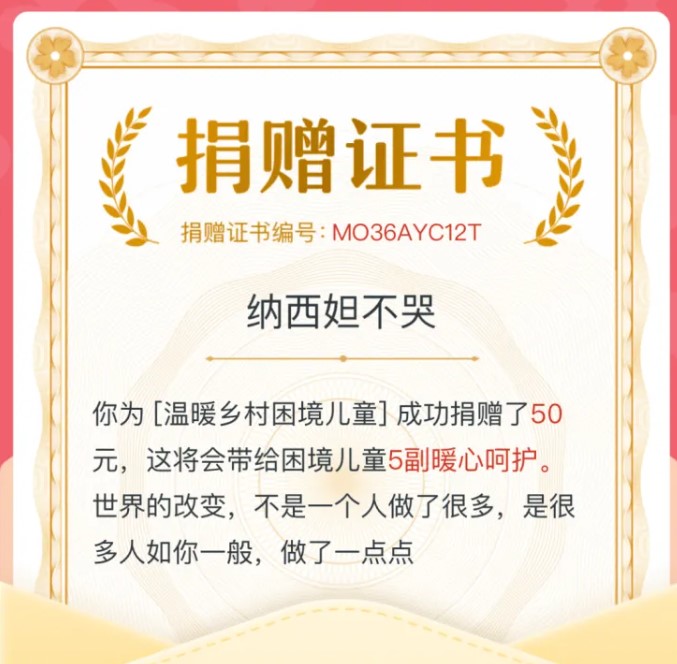 捐赠证书
捐赠证书编号：MO36AYC12T
纳西妲不哭
你为 [温暖乡村困境儿童] 成功捐赠了50
元，这将会带给困境儿童5副暖心呵护。
世界的改变，不是一个人做了很多，是很
多人如你一般，做了一点点